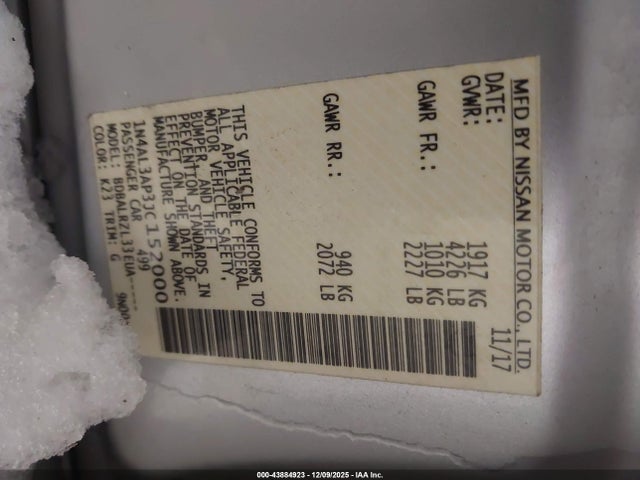 MFD BY NISSAN MOTOR CO., LTD.
DATE: 11/17
GVWR: 1917 KG
4226 LB
GAWR FR.: 1010 KG
2227 LB
GAWR RR.: 940 KG
2072 LB
THIS VEHICLE CONFORMS TO
ALL APPLICABLE FEDERAL
MOTOR VEHICLE SAFETY,
BUMPER, AND THEFT
PREVENTION STANDARDS IN
EFFECT ON THE DATE OF
MANUFACTURE SHOWN ABOVE.
1N4AL3AP3JC152000
PASSENGER CAR 499
MODEL: BDBALRZL33EUA-----
COLOR: K23 TRIM: G
000-43884923 - 12/09/2025 - IAA Inc.